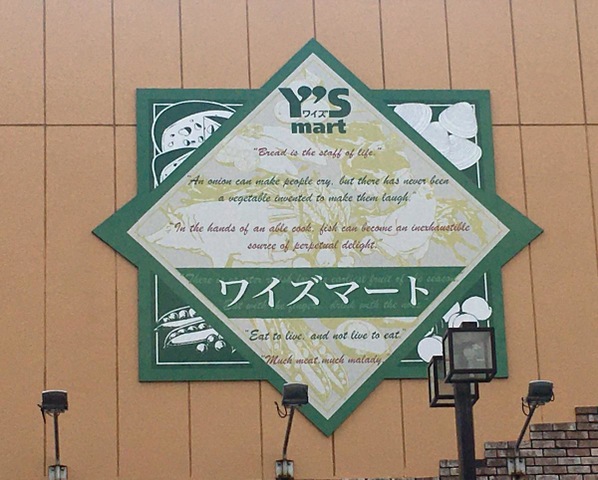 Y"S
ワイズ
mart
"Bread is the staff of life."
"An onion can make people cry, but there has never been
a vegetable invented to make them laugh."
"In the hands of an able cook, fish can become an inexhaustible
source of perpetual delight."
ワイズマート
"Eat to live, and not live to eat."
"Much meat, much malady."